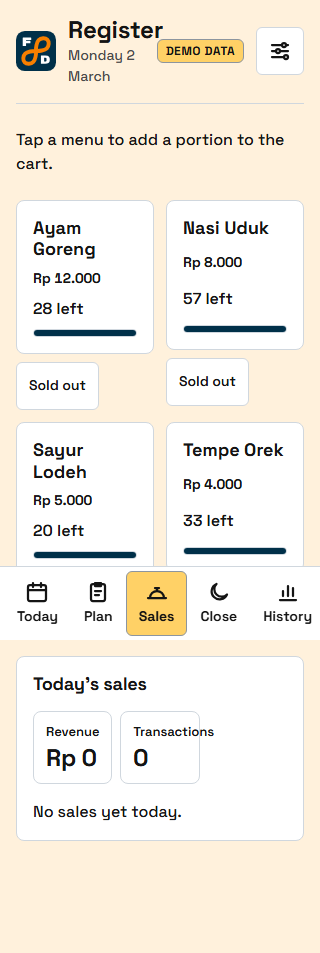 F D
Register
Monday 2
March
DEMO DATA
Tap a menu to add a portion to the
cart.
Ayam
Goreng
Rp 12.000
28 left
Sold out
Nasi Uduk
Rp 8.000
57 left
Sold out
Sayur
Lodeh
Rp 5.000
20 left
Tempe Orek
Rp 4.000
33 left
Today
Plan
Sales
Close
History
Today's sales
Revenue
Rp 0
Transactions
0
No sales yet today.